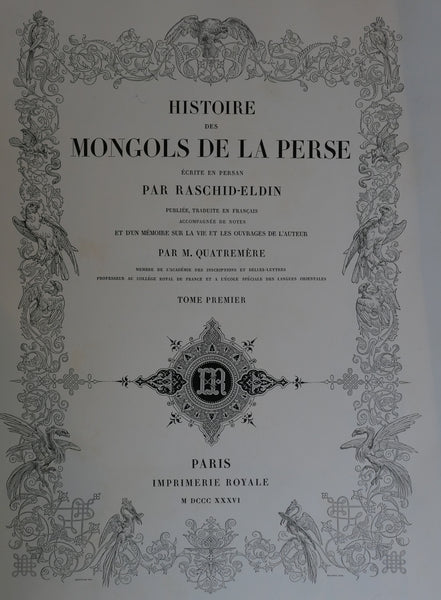 HISTOIRE
DES
MONGOLS DE LA PERSE
ÉCRITE EN PERSAN
PAR RASCHID-ELDIN
PUBLIÉE, TRADUITE EN FRANÇAIS
ACCOMPAGNÉE DE NOTES
ET D'UN MÉMOIRE SUR LA VIE ET LES OUVRAGES DE L'AUTEUR
PAR M. QUATREMÈRE
MEMBRE DE L'ACADÉMIE DES INSCRIPTIONS ET BELLES-LETTRES
PROFESSEUR AU COLLÉGE ROYAL DE FRANCE ET A L'ÉCOLE SPÉCIALE DES LANGUES ORIENTALES
TOME PREMIER
PARIS
IMPRIMERIE ROYALE
M DCCC XXXVI